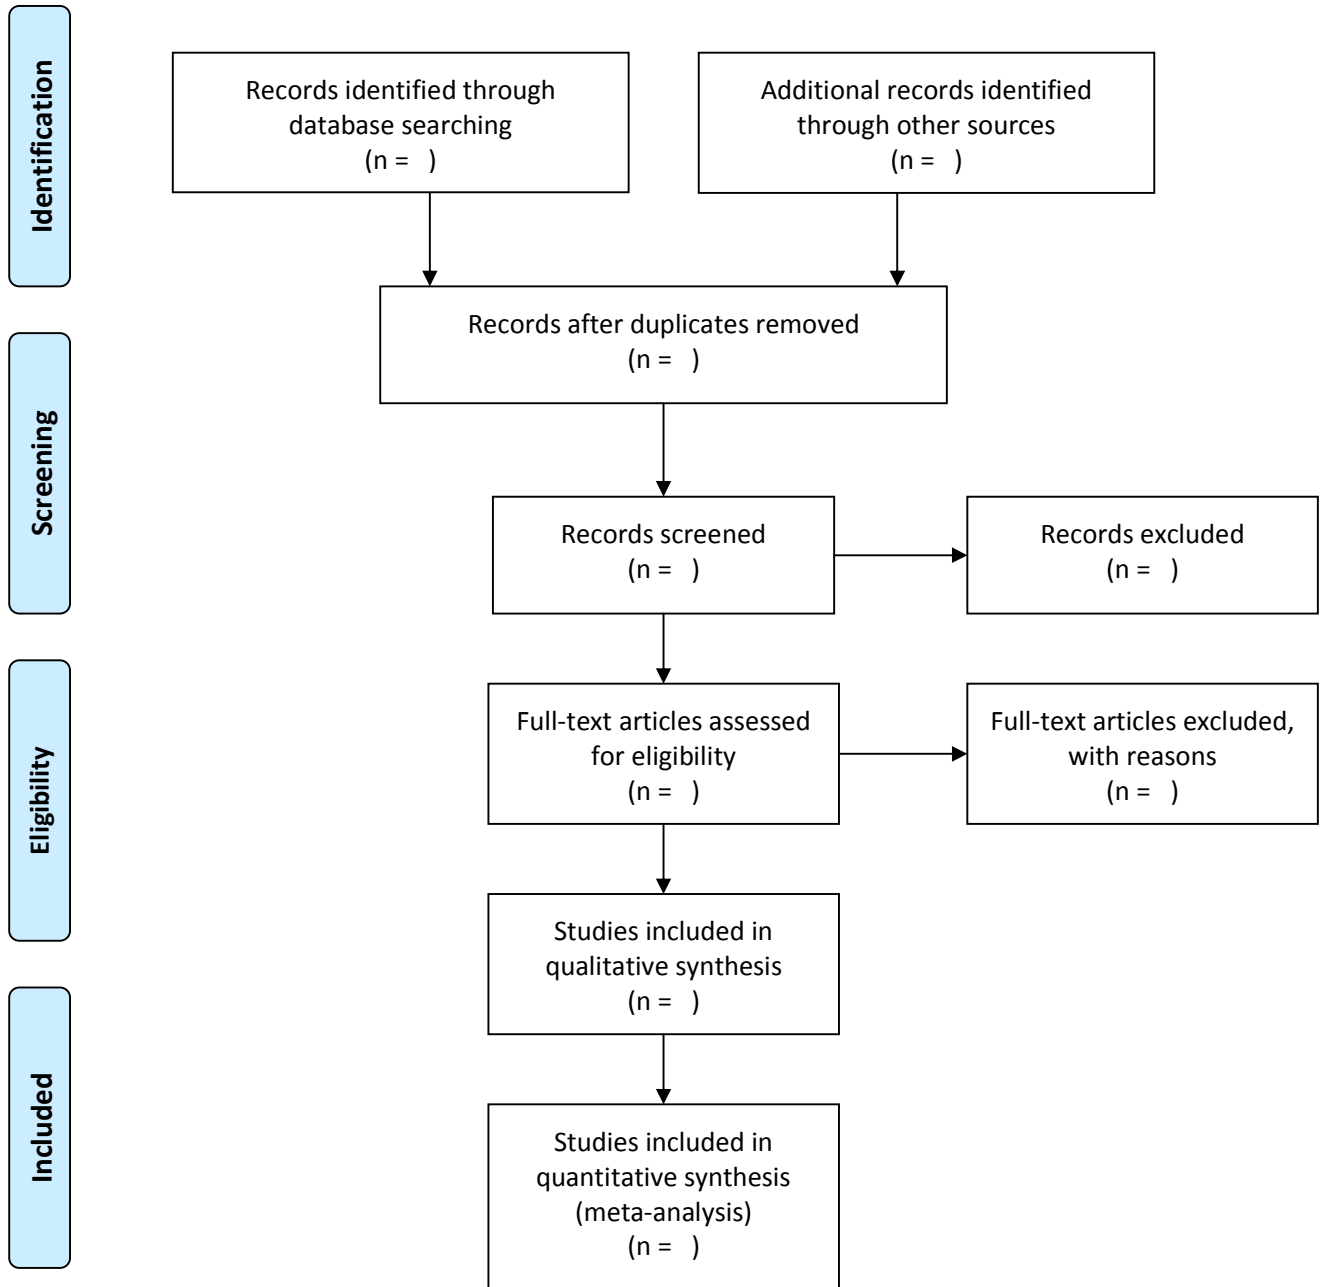 Identification
Records identified through
database searching
(n =   )
Additional records identified
through other sources
(n =   )
Records after duplicates removed
(n =   )
Screening
Records screened
(n =   )
Records excluded
(n =   )
Eligibility
Full-text articles assessed
for eligibility
(n =   )
Full-text articles excluded,
with reasons
(n =   )
Studies included in
qualitative synthesis
(n =   )
Included
Studies included in
quantitative synthesis
(meta-analysis)
(n =   )